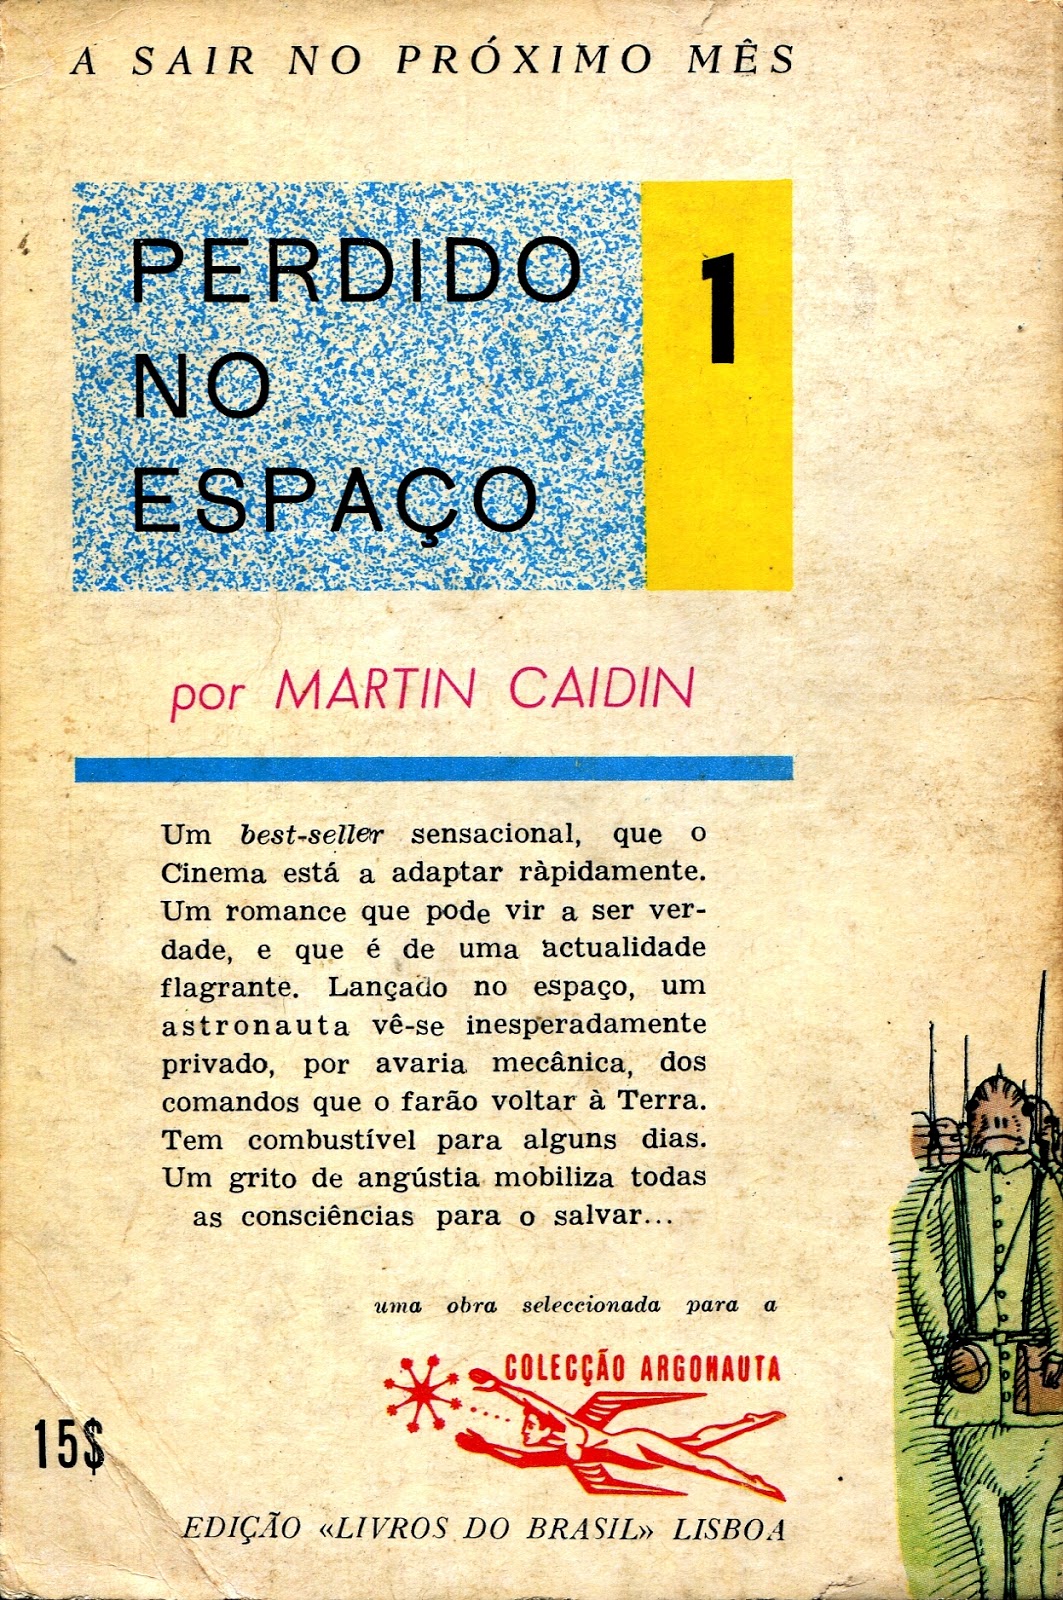 A SAIR NO PRÓXIMO MÊS
PERDIDO
NO
ESPAÇO
1
por MARTIN CAIDIN
Um best-seller sensacional, que o
Cinema está a adaptar ràpidamente.
Um romance que pode vir a ser ver-
dade, e que é de uma actualidade
flagrante. Lançado no espaço, um
astronauta vê-se inesperadamente
privado, por avaria mecânica, dos
comandos que o farão voltar à Terra.
Tem combustível para alguns dias.
Um grito de angústia mobiliza todas
as consciências para o salvar...
uma obra seleccionada para a
COLECÇÃO ARGONAUTA
15$
EDIÇÃO «LIVROS DO BRASIL» LISBOA